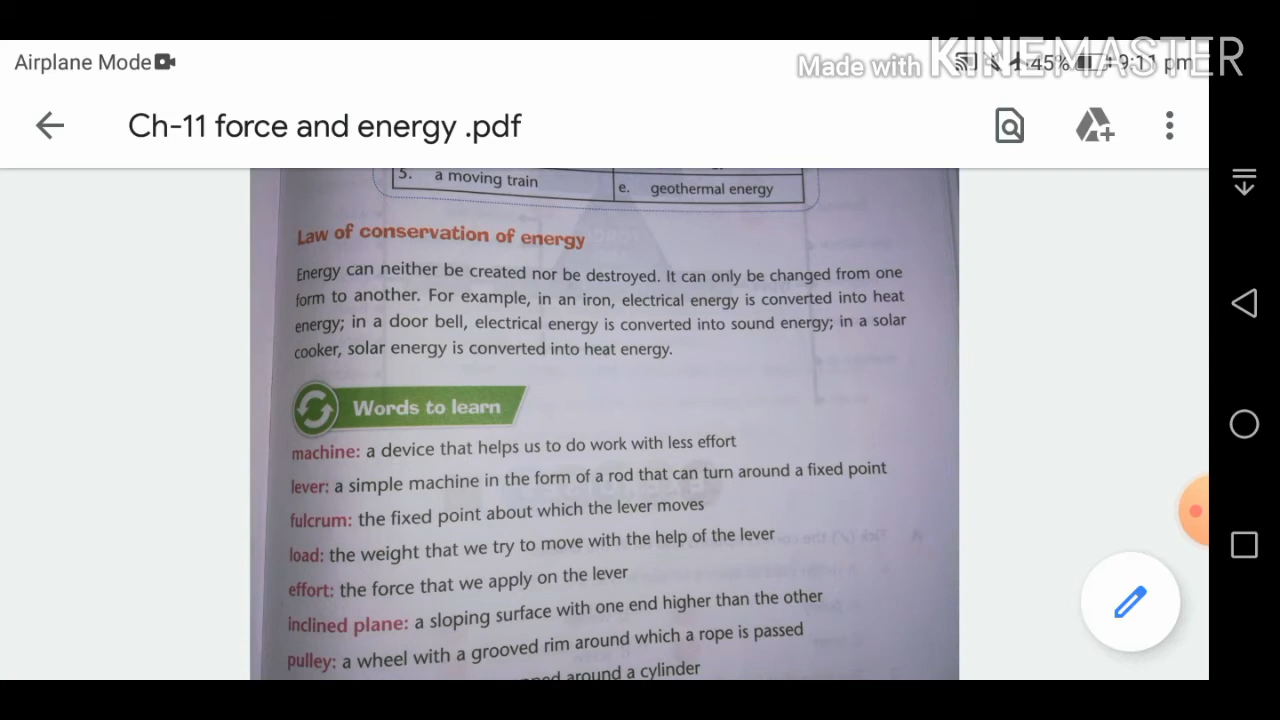 Airplane Mode
Made with KINEMASTER
45% 9:11 pm
Ch-11 force and energy .pdf
5. a moving train
e. geothermal energy
Law of conservation of energy
Energy can neither be created nor be destroyed. It can only be changed from one
form to another. For example, in an iron, electrical energy is converted into heat
energy; in a door bell, electrical energy is converted into sound energy; in a solar
cooker, solar energy is converted into heat energy.
Words to learn
machine: a device that helps us to do work with less effort
lever: a simple machine in the form of a rod that can turn around a fixed point
fulcrum: the fixed point about which the lever moves
load: the weight that we try to move with the help of the lever
effort: the force that we apply on the lever
inclined plane: a sloping surface with one end higher than the other
pulley: a wheel with a grooved rim around which a rope is passed
around a cylinder